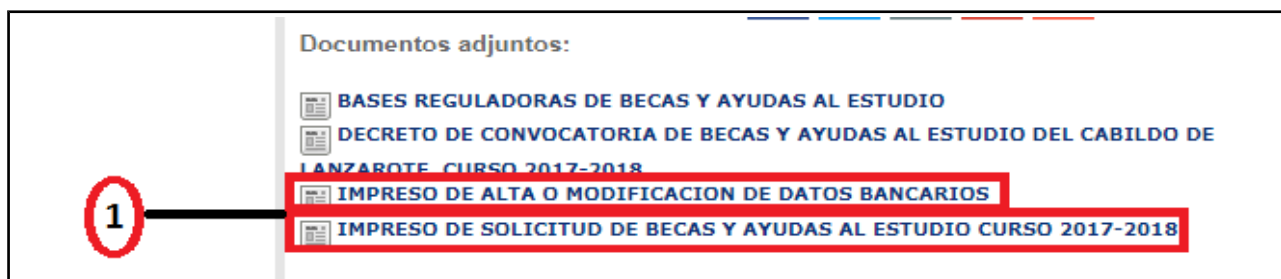 Documentos adjuntos:
BASES REGULADORAS DE BECAS Y AYUDAS AL ESTUDIO
DECRETO DE CONVOCATORIA DE BECAS Y AYUDAS AL ESTUDIO DEL CABILDO DE
LANZAROTE. CURSO 2017-2018
IMPRESO DE ALTA O MODIFICACION DE DATOS BANCARIOS
1
IMPRESO DE SOLICITUD DE BECAS Y AYUDAS AL ESTUDIO CURSO 2017-2018